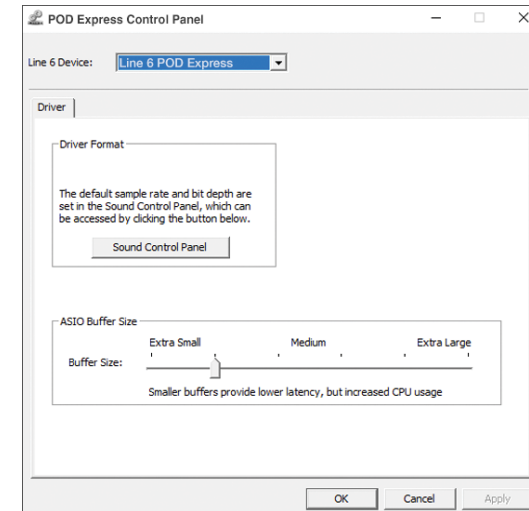 POD Express Control Panel
Line 6 Device: Line 6 POD Express
Driver
Driver Format
The default sample rate and bit depth are
set in the Sound Control Panel, which can
be accessed by clicking the button below.
Sound Control Panel
ASIO Buffer Size
Extra Small Medium Extra Large
Buffer Size:
Smaller buffers provide lower latency, but increased CPU usage
OK Cancel Apply